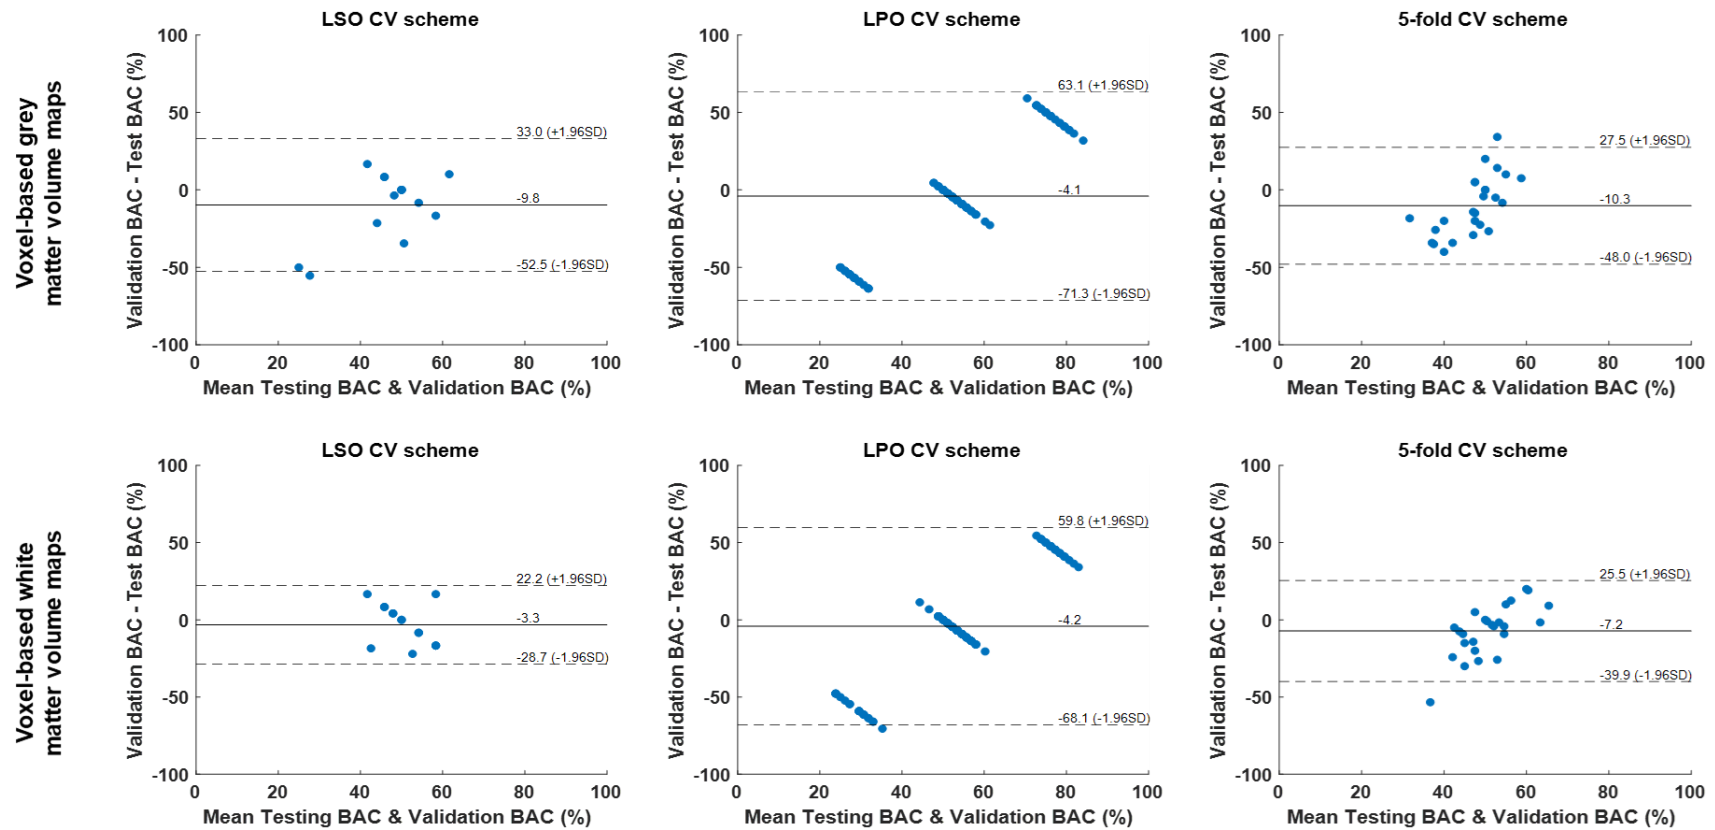 Voxel-based grey
matter volume maps
LSO CV scheme
Validation BAC - Test BAC (%)
100
50
0
-50
-100
33.0 (+1.96SD)
-9.8
-52.5 (-1.96SD)
0 20 40 60 80 100
Mean Testing BAC & Validation BAC (%)
LPO CV scheme
Validation BAC - Test BAC (%)
100
50
0
-50
-100
63.1 (+1.96SD)
-4.1
-71.3 (-1.96SD)
0 20 40 60 80 100
Mean Testing BAC & Validation BAC (%)
5-fold CV scheme
Validation BAC - Test BAC (%)
100
50
0
-50
-100
27.5 (+1.96SD)
-10.3
-48.0 (-1.96SD)
0 20 40 60 80 100
Mean Testing BAC & Validation BAC (%)
Voxel-based white
matter volume maps
LSO CV scheme
Validation BAC - Test BAC (%)
100
50
0
-50
-100
22.2 (+1.96SD)
-3.3
-28.7 (-1.96SD)
0 20 40 60 80 100
Mean Testing BAC & Validation BAC (%)
LPO CV scheme
Validation BAC - Test BAC (%)
100
50
0
-50
-100
59.8 (+1.96SD)
-4.2
-68.1 (-1.96SD)
0 20 40 60 80 100
Mean Testing BAC & Validation BAC (%)
5-fold CV scheme
Validation BAC - Test BAC (%)
100
50
0
-50
-100
25.5 (+1.96SD)
-7.2
-39.9 (-1.96SD)
0 20 40 60 80 100
Mean Testing BAC & Validation BAC (%)